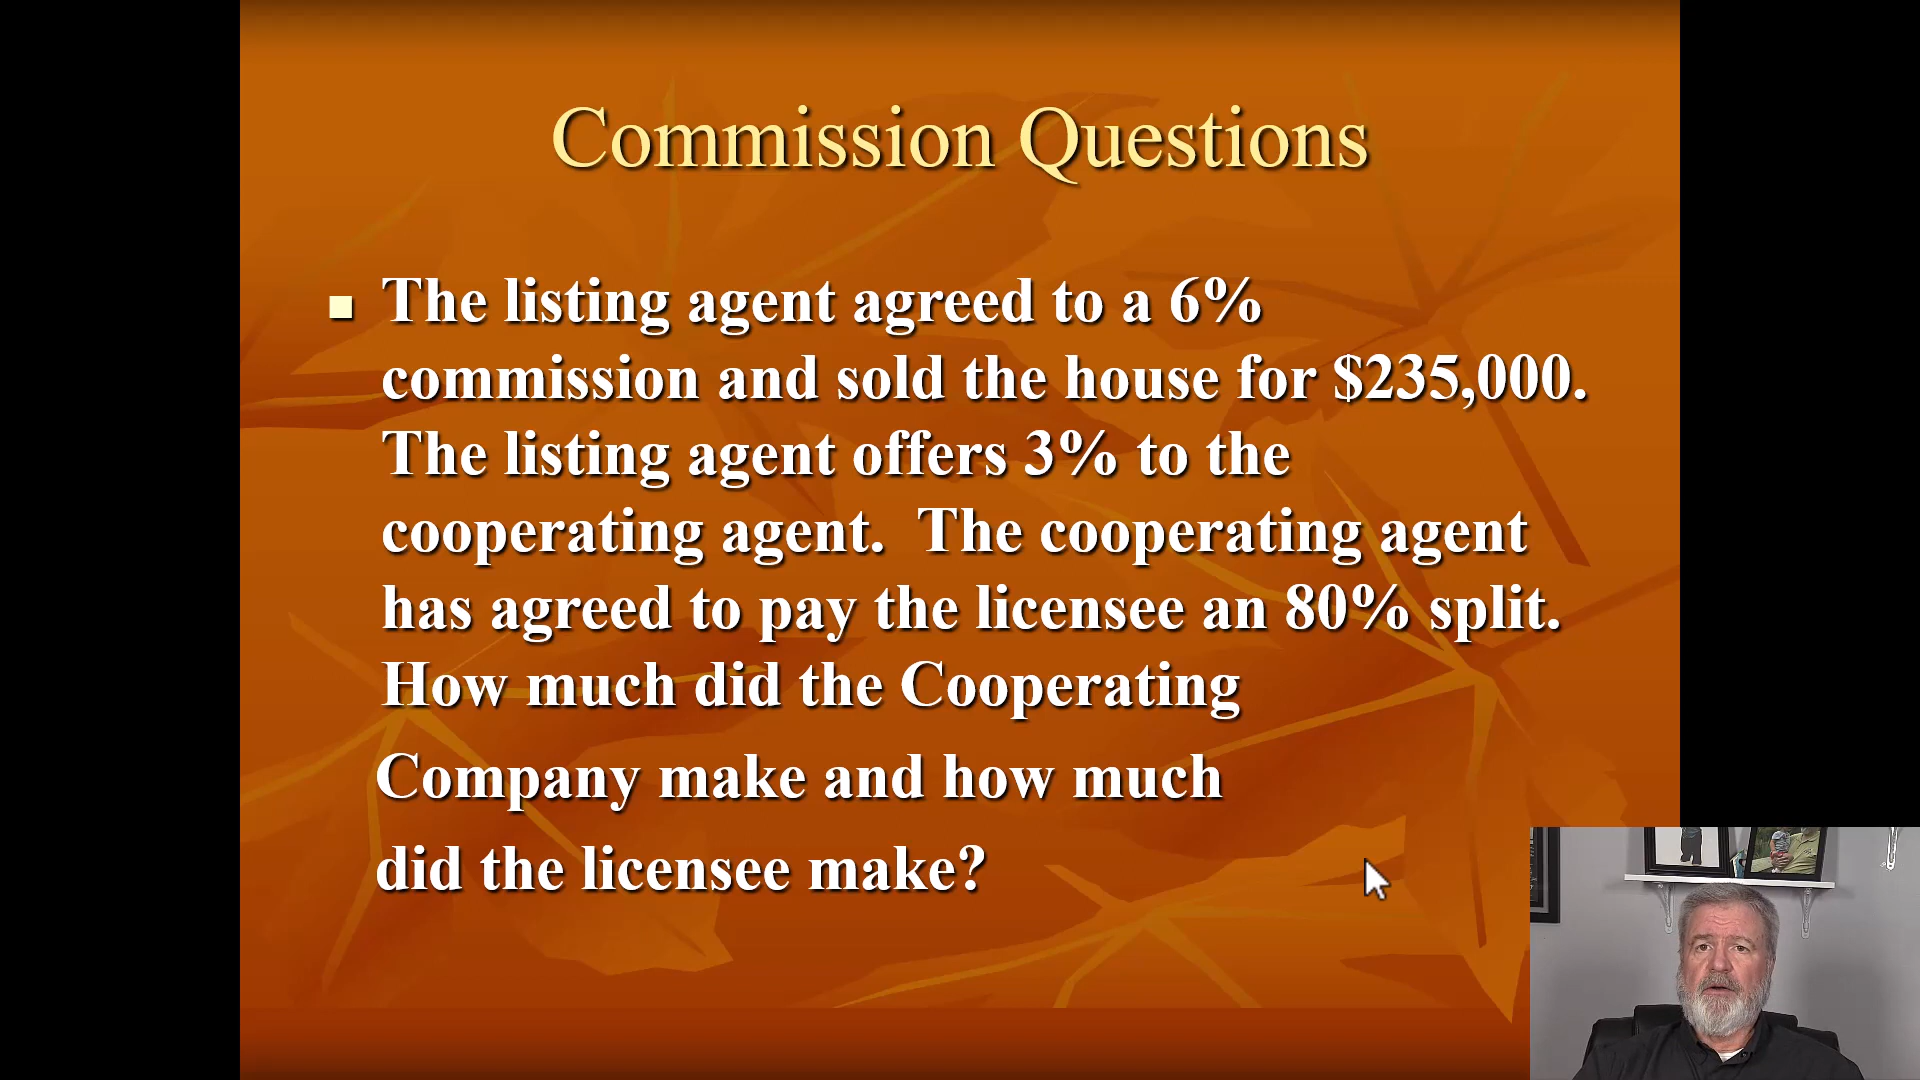 Commission Questions
The listing agent agreed to a 6%
commission and sold the house for $235,000.
The listing agent offers 3% to the
cooperating agent. The cooperating agent
has agreed to pay the licensee an 80% split.
How much did the Cooperating
Company make and how much
did the licensee make?